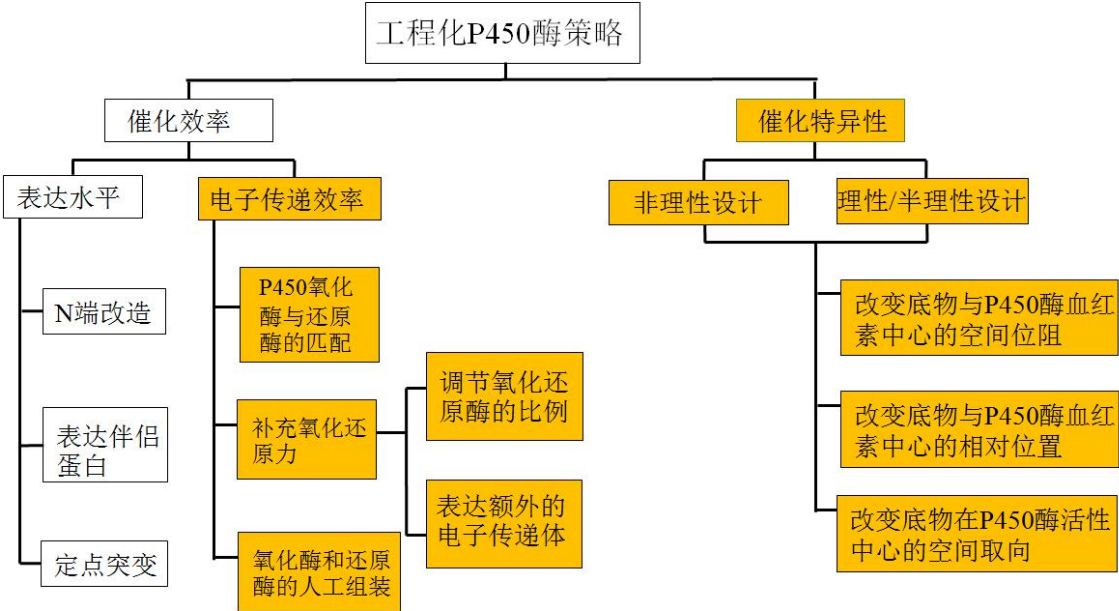 工程化P450酶策略
催化效率
催化特异性
表达水平
电子传递效率
非理性设计
理性/半理性设计
N端改造
表达伴侣
蛋白
定点突变
P450氧化
酶与还原
酶的匹配
补充氧化还
原力
氧化酶和还原
酶的人工组装
调节氧化还
原酶的比例
表达额外的
电子传递体
改变底物与P450酶血红
素中心的空间位阻
改变底物与P450酶血红
素中心的相对位置
改变底物在P450酶活性
中心的空间取向